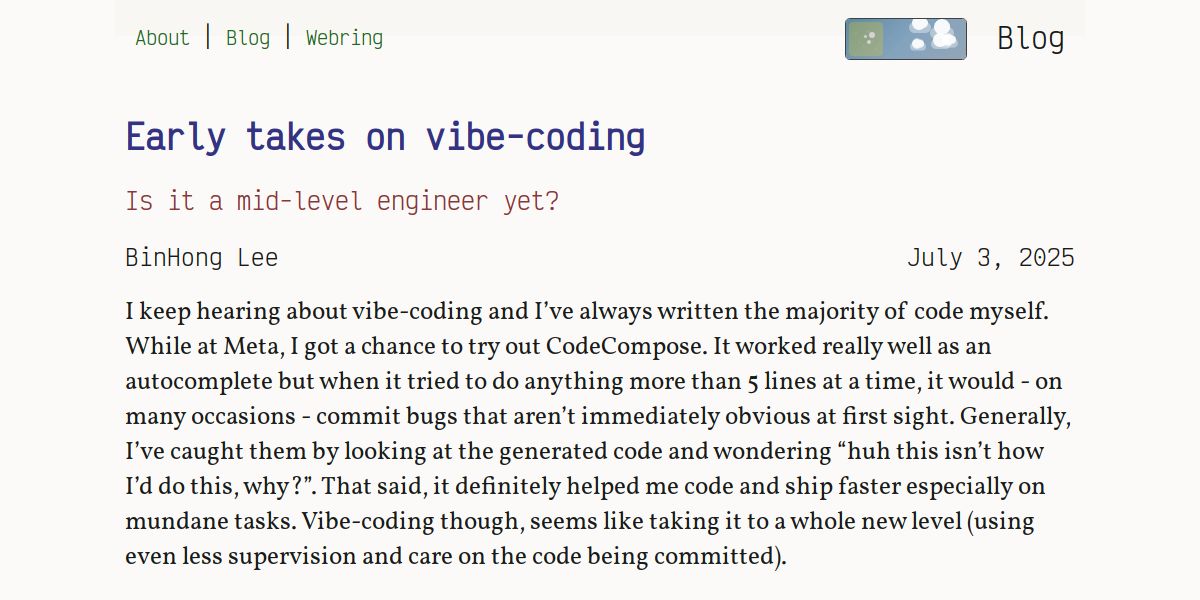 About | Blog | Webring
Blog
Early takes on vibe-coding
Is it a mid-level engineer yet?
BinHong Lee
July 3, 2025
I keep hearing about vibe-coding and I’ve always written the majority of code myself.
While at Meta, I got a chance to try out CodeCompose. It worked really well as an
autocomplete but when it tried to do anything more than 5 lines at a time, it would - on
many occasions - commit bugs that aren’t immediately obvious at first sight. Generally,
I’ve caught them by looking at the generated code and wondering “huh this isn’t how
I’d do this, why?”. That said, it definitely helped me code and ship faster especially on
mundane tasks. Vibe-coding though, seems like taking it to a whole new level (using
even less supervision and care on the code being committed).